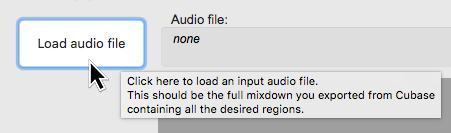 Audio file:
Load audio file
none
Click here to load an input audio file.
This should be the full mixdown you exported from Cubase
containing all the desired regions.